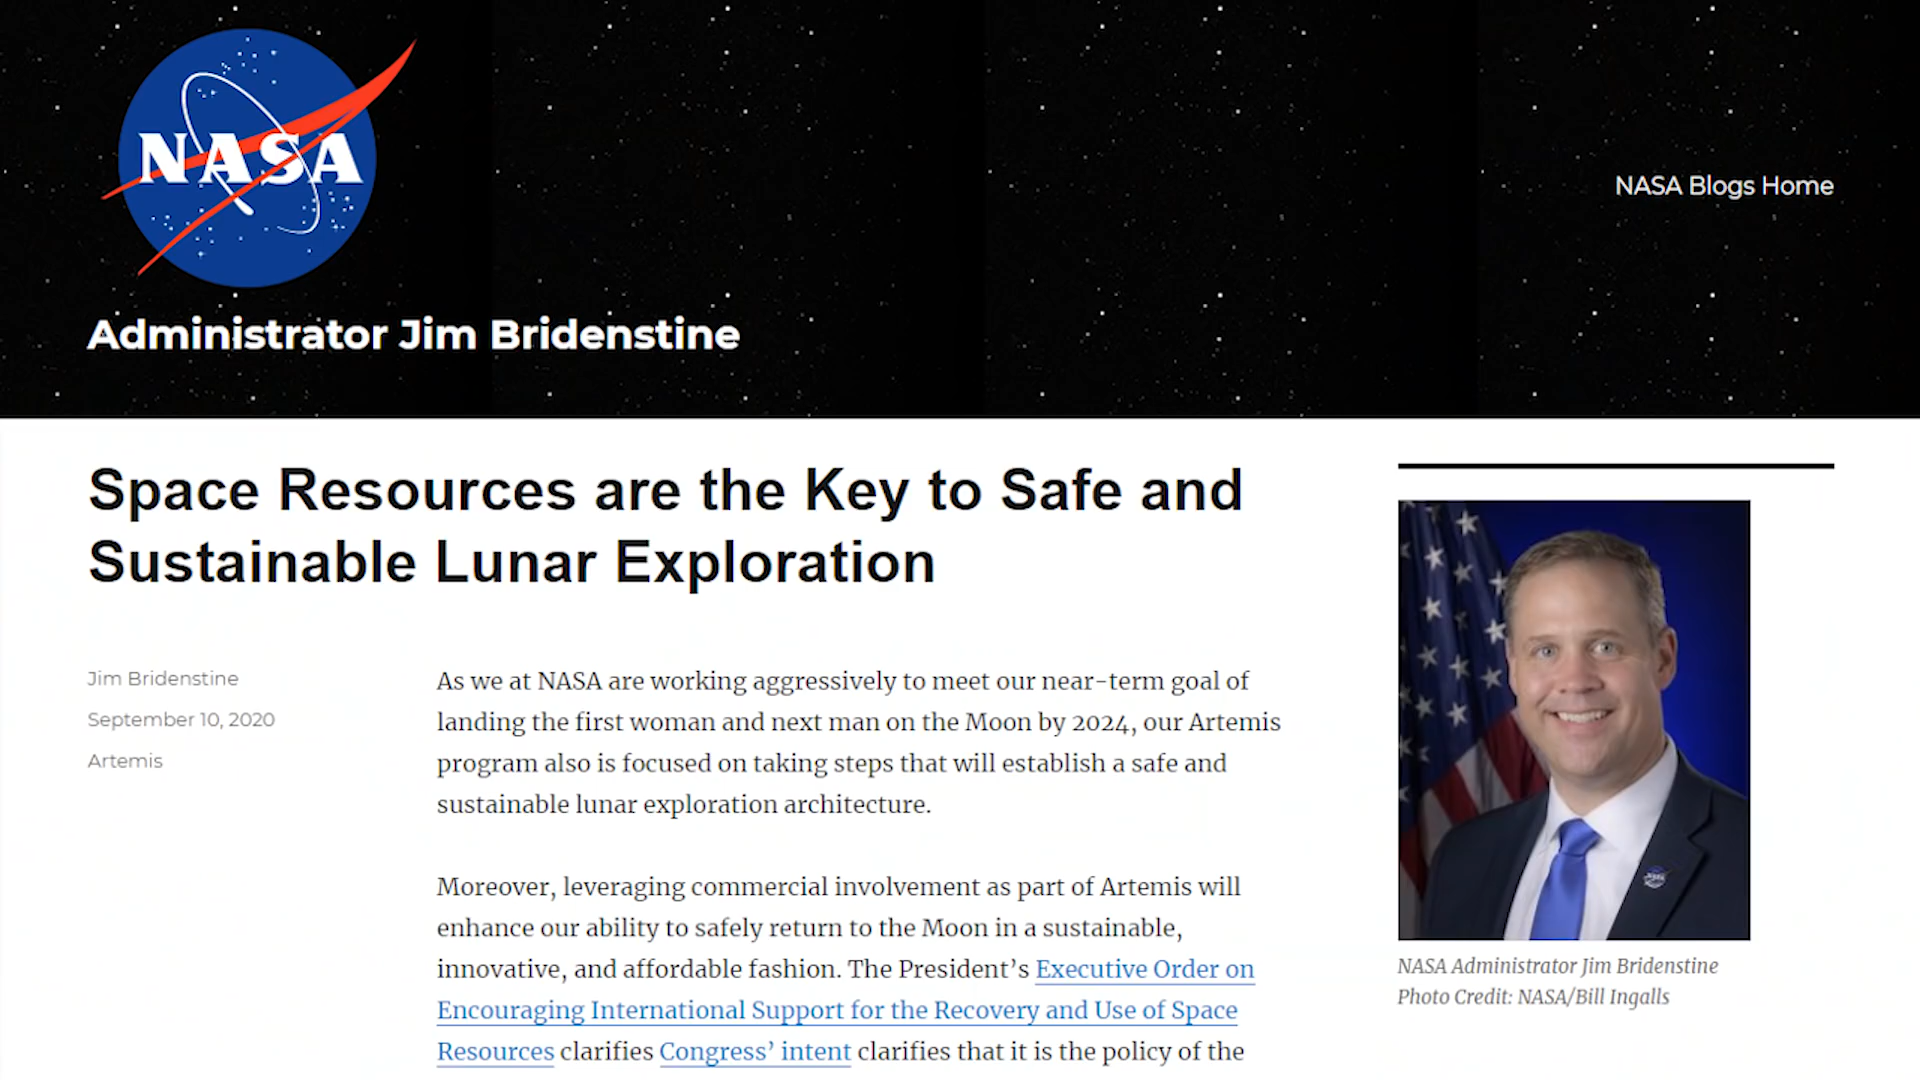 NASA
NASA Blogs Home
Administrator Jim Bridenstine
Space Resources are the Key to Safe and
Sustainable Lunar Exploration
Jim Bridenstine
September 10, 2020
Artemis
As we at NASA are working aggressively to meet our near-term goal of
landing the first woman and next man on the Moon by 2024, our Artemis
program also is focused on taking steps that will establish a safe and
sustainable lunar exploration architecture.
Moreover, leveraging commercial involvement as part of Artemis will
enhance our ability to safely return to the Moon in a sustainable,
innovative, and affordable fashion. The President’s Executive Order on
Encouraging International Support for the Recovery and Use of Space
Resources clarifies Congress’ intent clarifies that it is the policy of the
NASA
NASA Administrator Jim Bridenstine
Photo Credit: NASA/Bill Ingalls